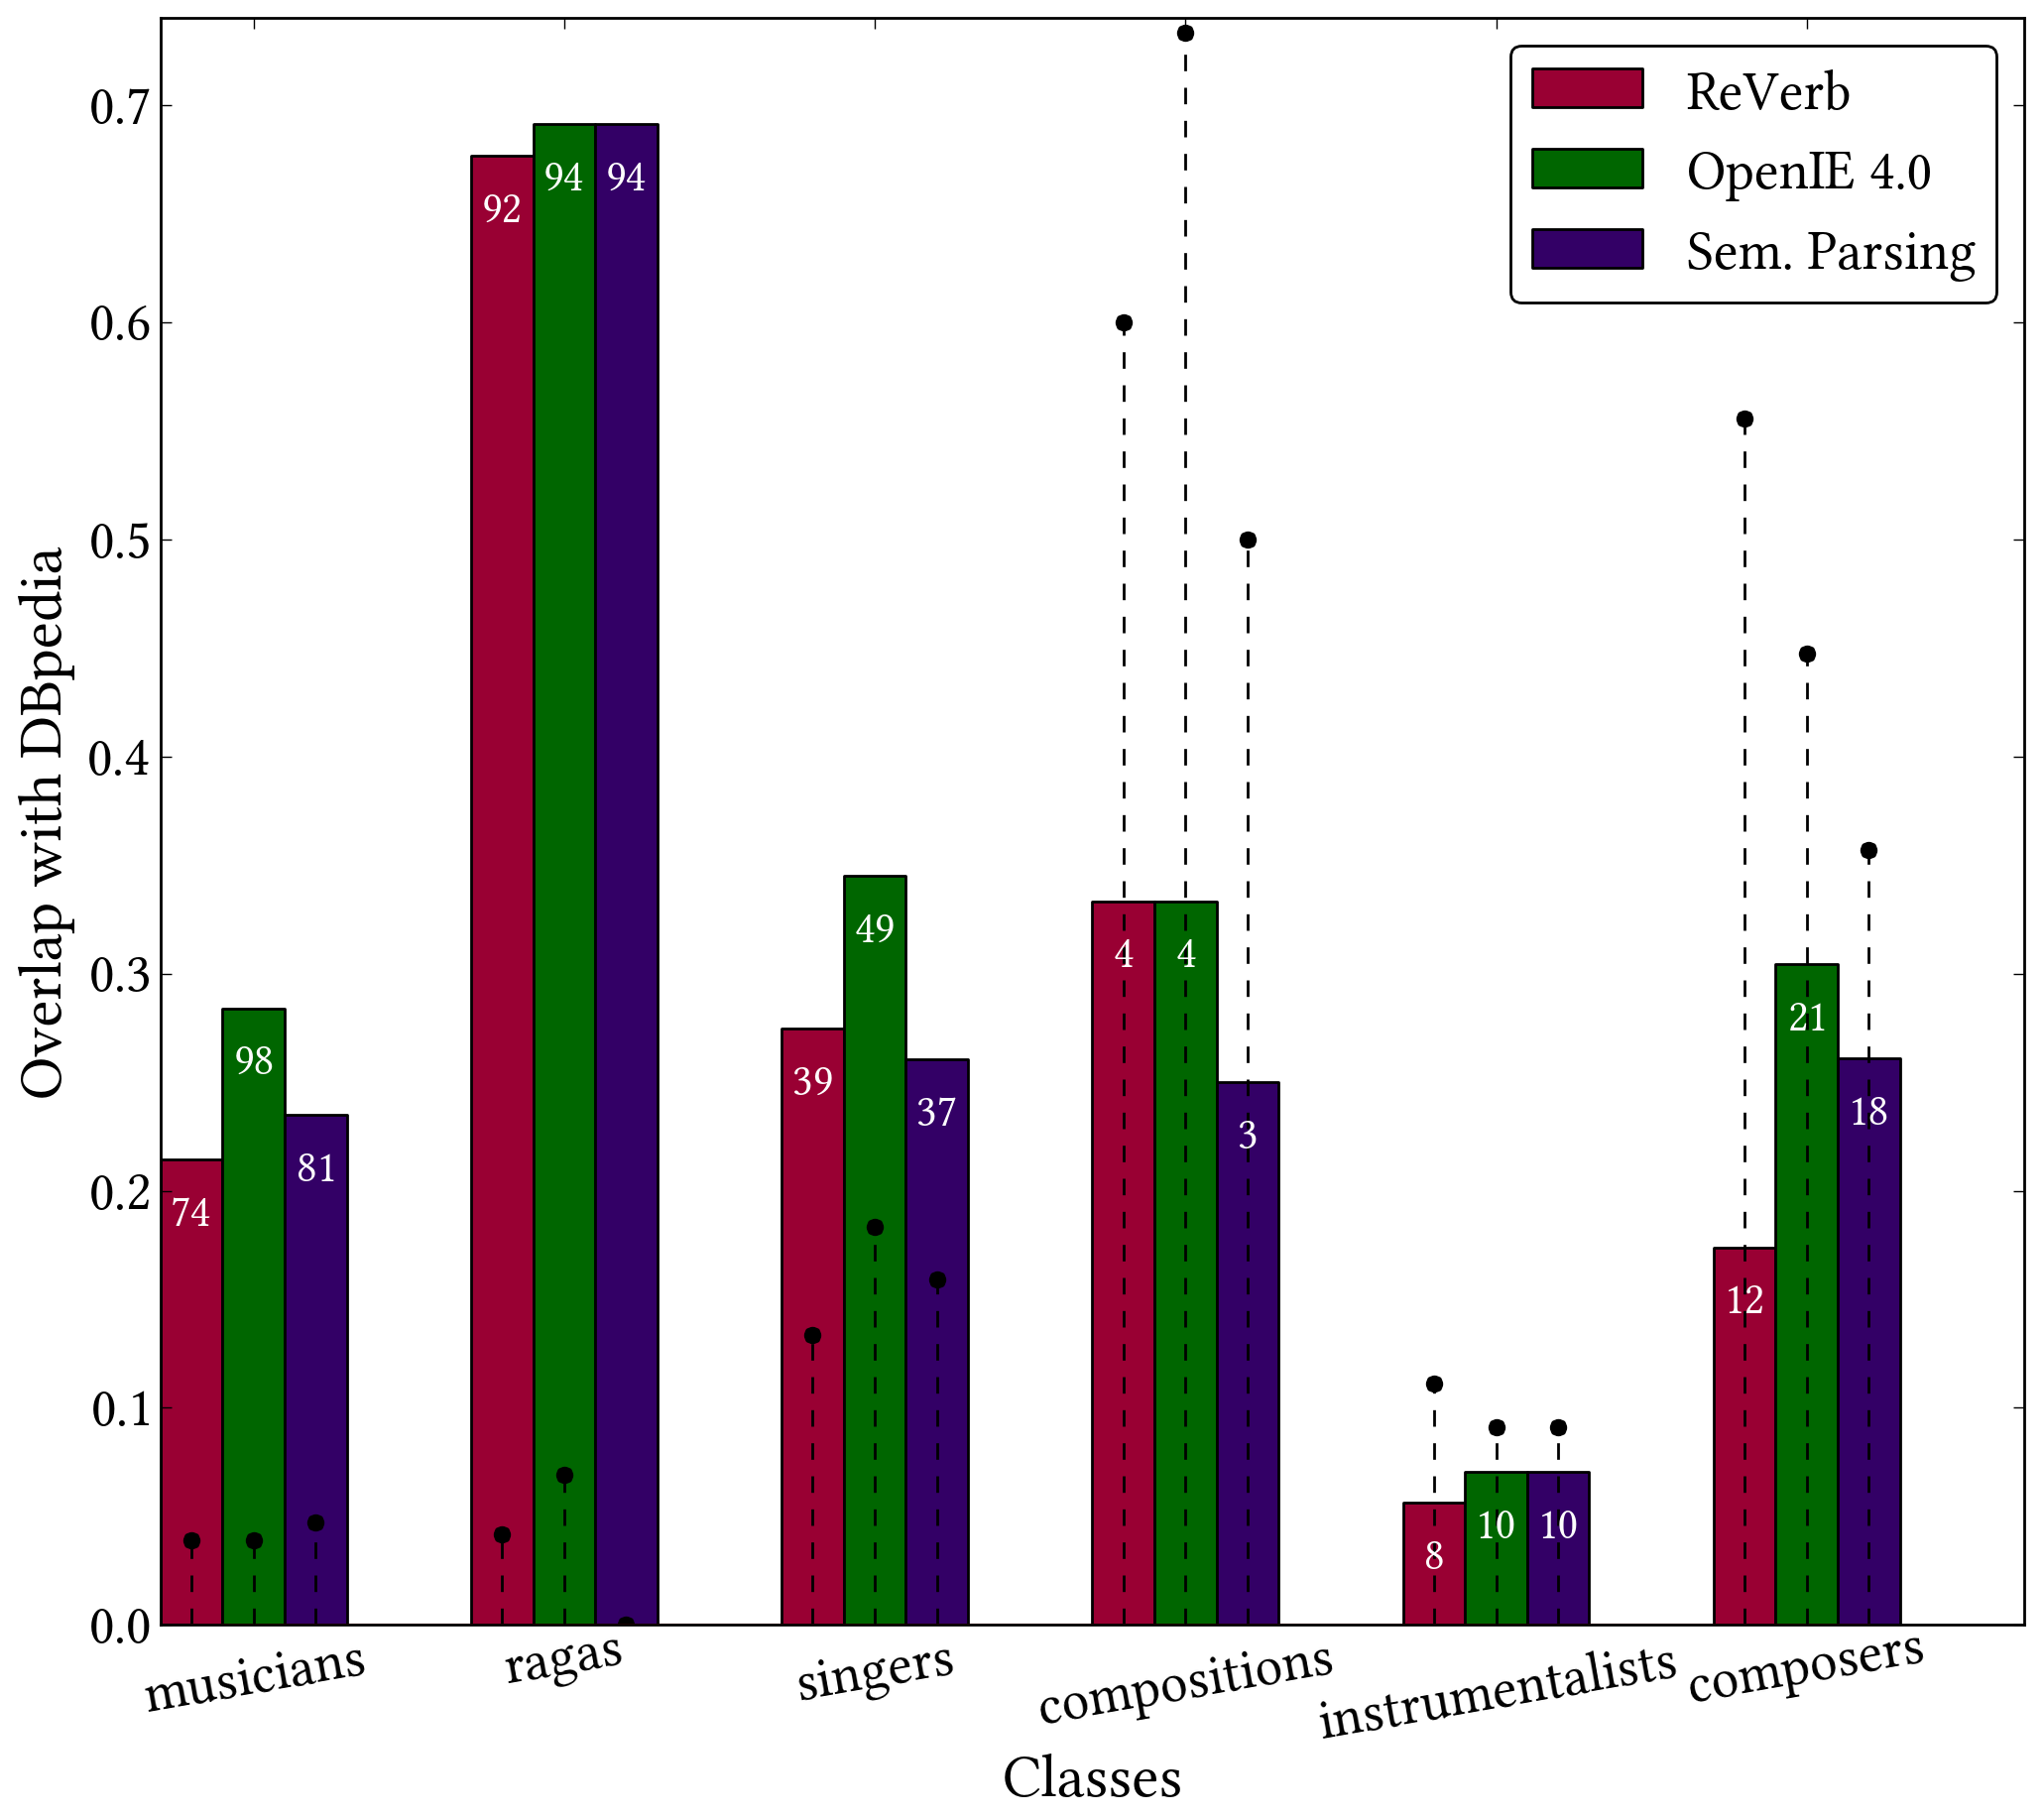 ReVerb
OpenIE 4.0
Sem. Parsing
Overlap with DBpedia
0.7
0.6
0.5
0.4
0.3
0.2
0.1
0.0
74
98
81
92
94
94
39
49
37
4
4
3
8
10
10
12
21
18
musicians
ragas
singers
compositions
instrumentalists
composers
Classes